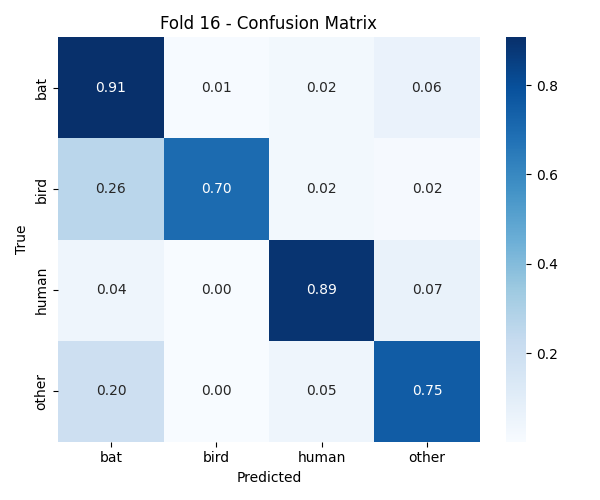 Fold 16 - Confusion Matrix
True
bat 0.91 0.01 0.02 0.06
bird 0.26 0.70 0.02 0.02
human 0.04 0.00 0.89 0.07
other 0.20 0.00 0.05 0.75
bat bird human other
Predicted
0.8
0.6
0.4
0.2